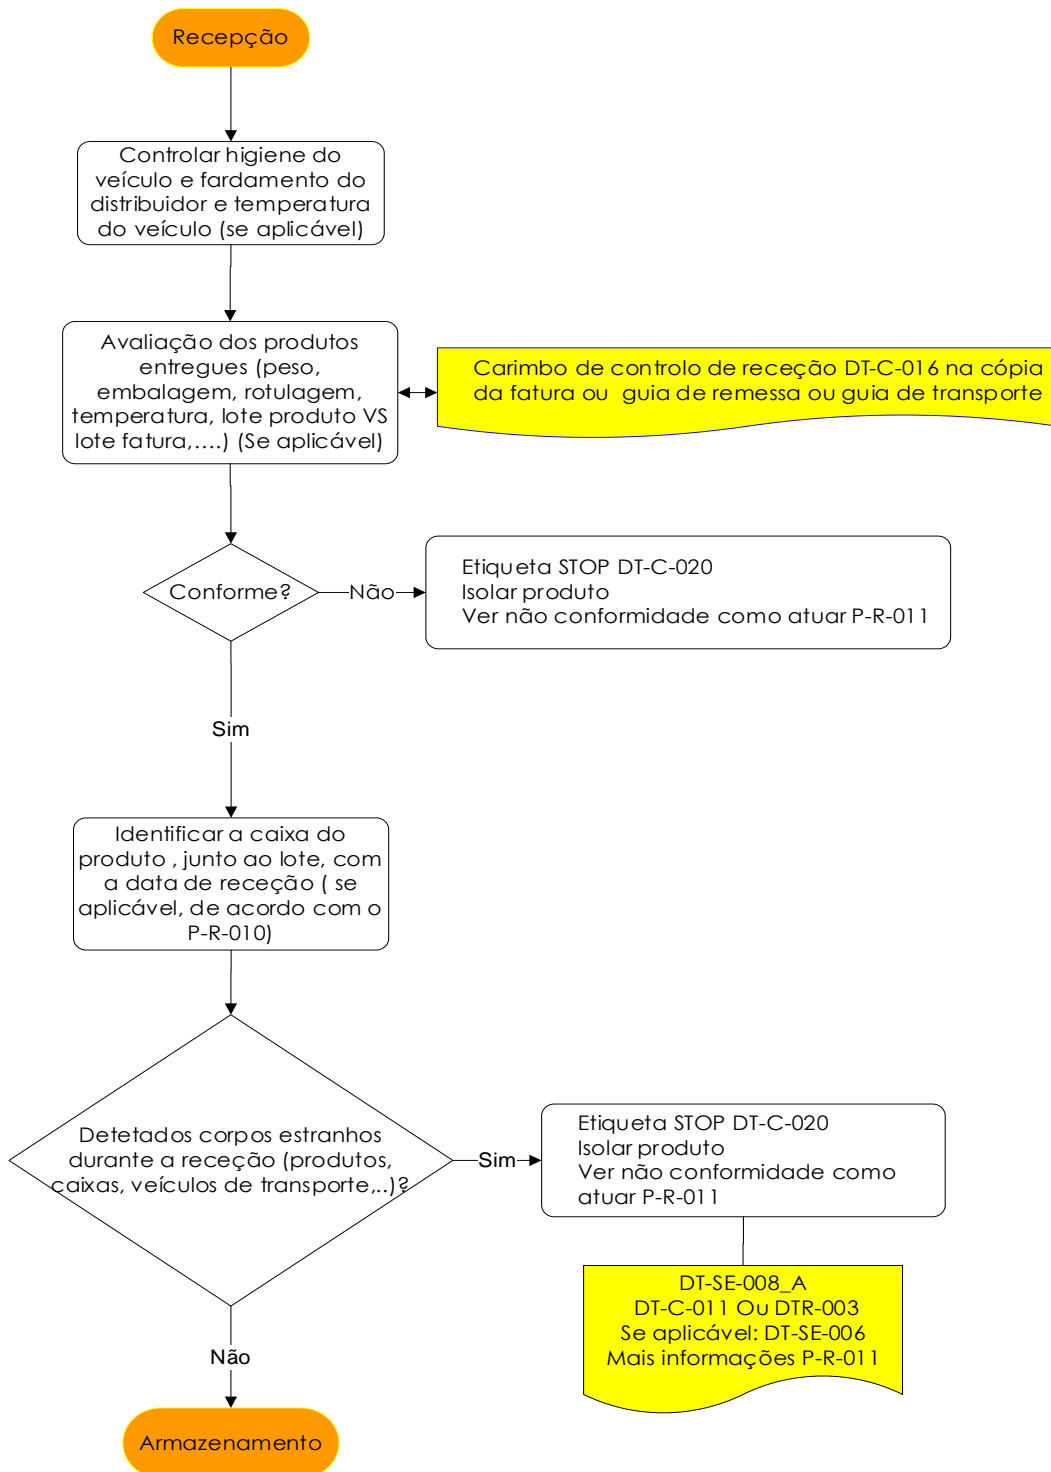 Recepção
Controlar higiene do
veículo e fardamento do
distribuidor e temperatura
do veículo (se aplicável)
Avaliação dos produtos
entregues (peso,
embalagem, rotulagem,
temperatura, lote produto VS
lote fatura,....) (Se aplicável)
Carimbo de controlo de receção DT-C-016 na cópia
da fatura ou guia de remessa ou guia de transporte
Conforme?
Não
Etiqueta STOP DT-C-020
Isolar produto
Ver não conformidade como atuar P-R-011
Sim
Identificar a caixa do
produto , junto ao lote, com
a data de receção ( se
aplicável, de acordo com o
P-R-010)
Detetados corpos estranhos
durante a receção (produtos,
caixas, veículos de transporte,..)?
Sim
Etiqueta STOP DT-C-020
Isolar produto
Ver não conformidade como
atuar P-R-011
DT-SE-008_A
DT-C-011 Ou DTR-003
Se aplicável: DT-SE-006
Mais informações P-R-011
Não
Armazenamento